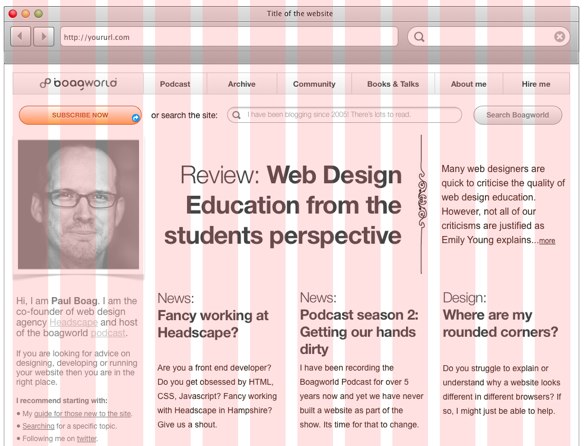 Title of the website
http://yoururl.com
boagworld
Podcast
Archive
Community
Books & Talks
About me
Hire me
SUBSCRIBE NOW
or search the site:
I have been blogging since 2005! There's lots to read.
Search Boagworld
Review: Web Design
Education from the
students perspective
Many web designers are
quick to criticise the quality of
web design education.
However, not all of our
criticisms are justified as
Emily Young explains...more
Hi, I am Paul Boag. I am the
co-founder of web design
agency Headscape and host
of the boagworld podcast.
If you are looking for advice on
designing, developing or running
your website then you are in the
right place.
I recommend starting with:
• My guide for those new to the site.
• Searching for a specific topic.
• Following me on twitter.
News:
Fancy working at
Headscape?
Are you a front end developer?
Do you get obsessed by HTML,
CSS, Javascript? Fancy working
with Headscape in Hampshire?
Give us a shout.
News:
Podcast season 2:
Getting our hands
dirty
I have been recording the
Boagworld Podcast for over 5
years now and yet we have never
built a website as part of the
show. Its time for that to change.
Design:
Where are my
rounded corners?
Do you struggle to explain or
understand why a website looks
different in different browsers? If
so, I might just be able to help.